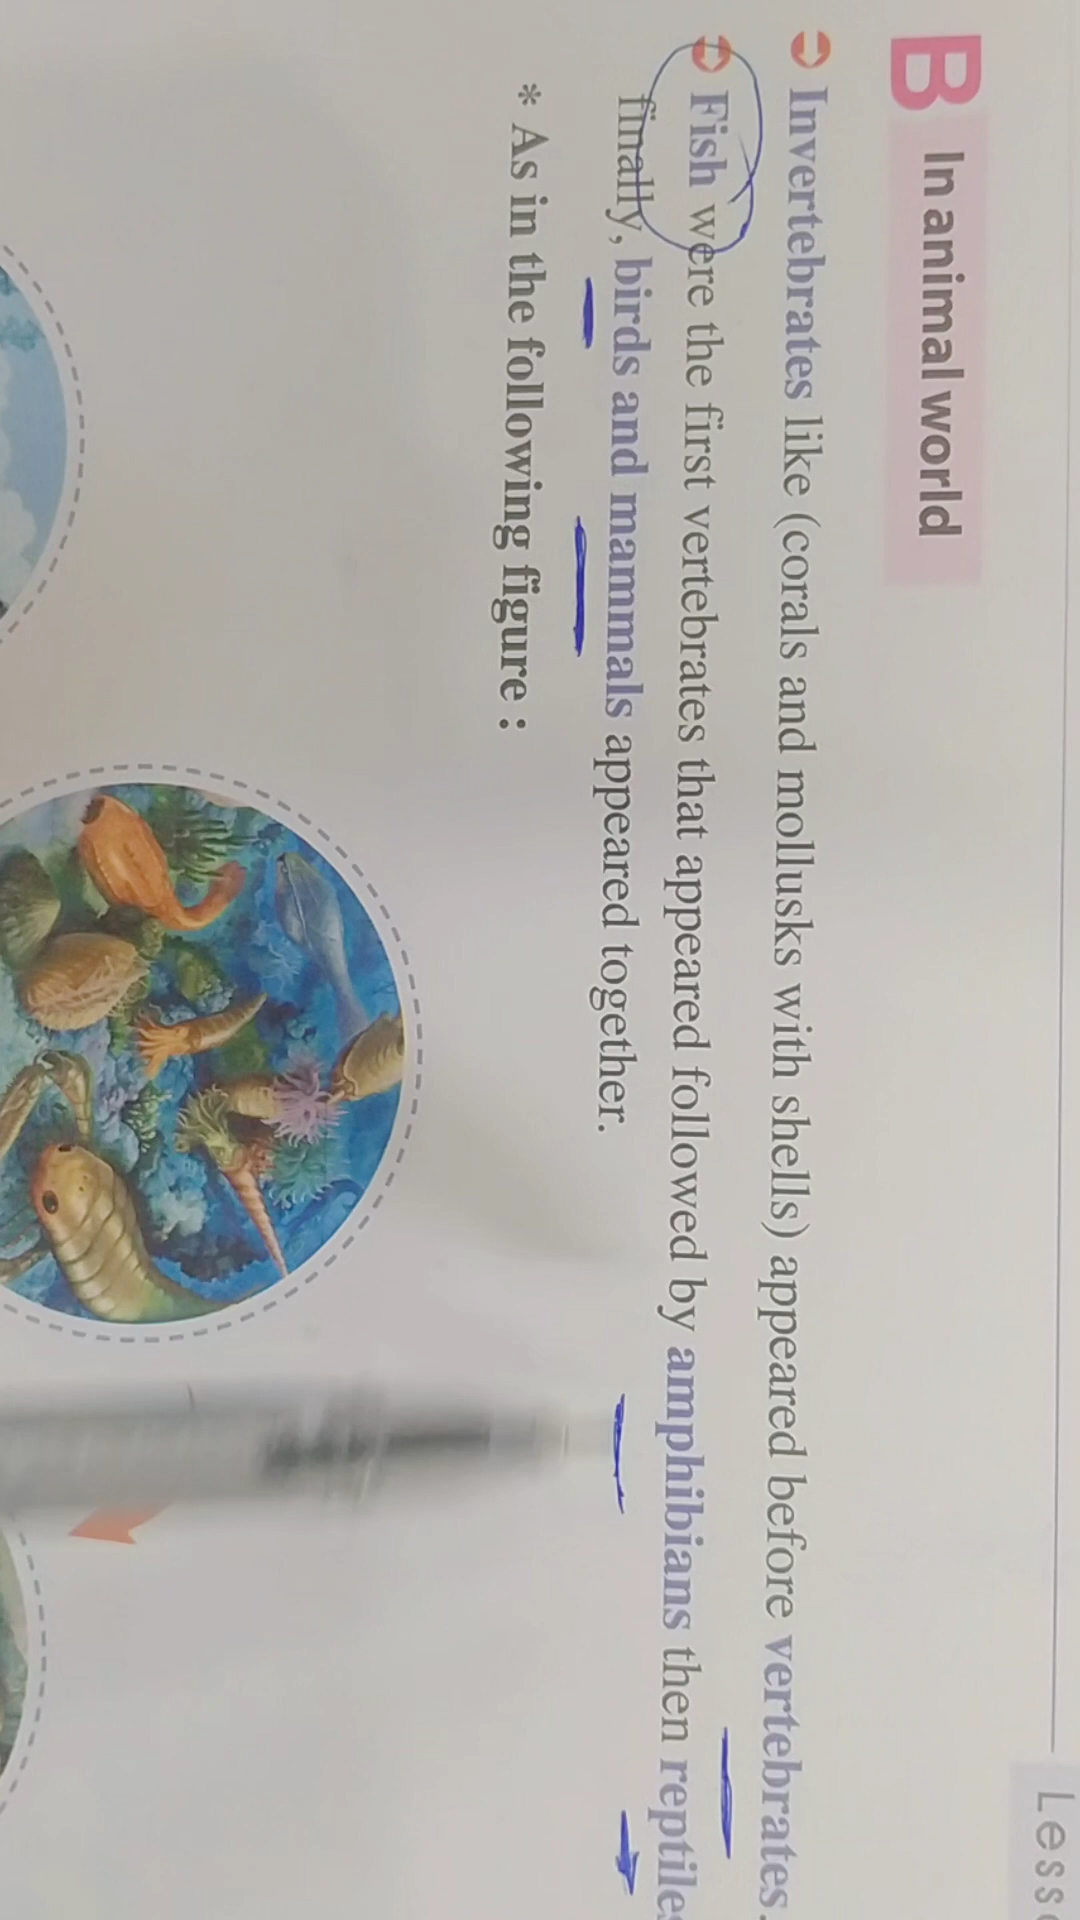 Less
B In animal world
Invertebrates like (corals and mollusks with shells) appeared before vertebrates.
Fish were the first vertebrates that appeared followed by amphibians then reptiles
finally, birds and mammals appeared together.
* As in the following figure :